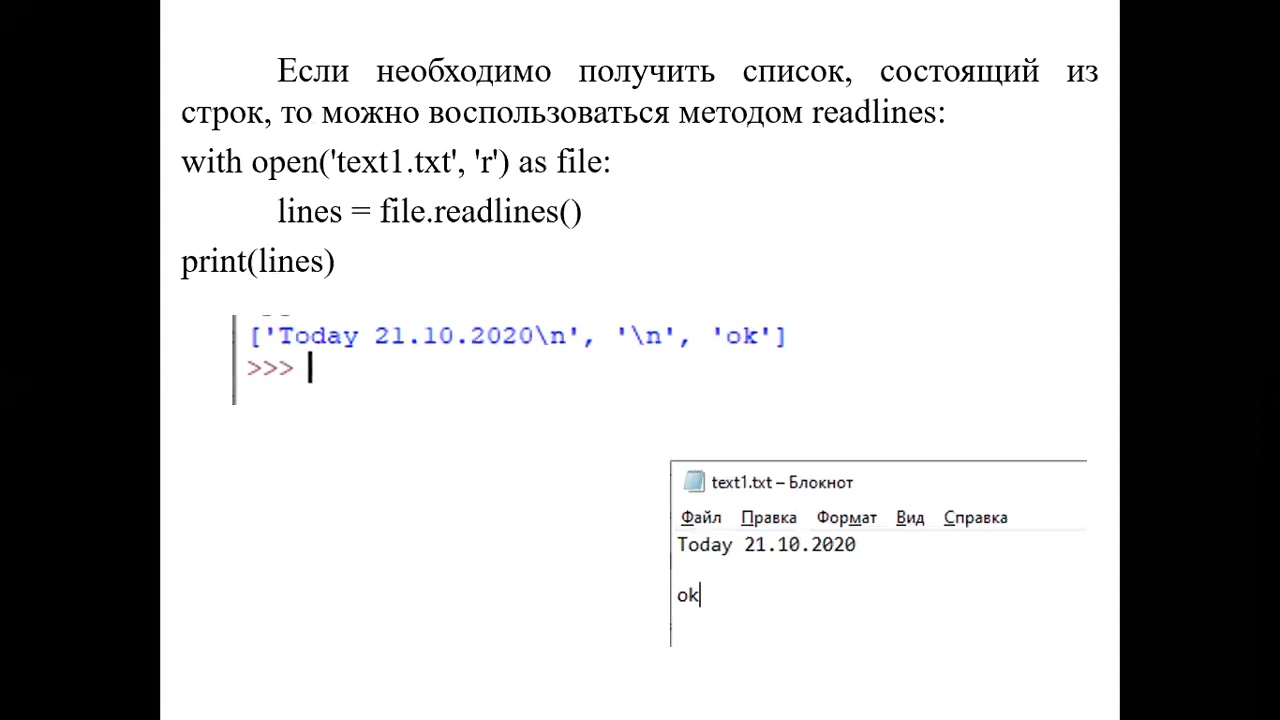 Если необходимо получить список, состоящий из
строк, то можно воспользоваться методом readlines:
with open('text1.txt', 'r') as file:
lines = file.readlines()
print(lines)
['Today 21.10.2020\n', '\n', 'ok']
>>>
text1.txt – Блокнот
Файл Правка Формат Вид Справка
Today 21.10.2020
ok